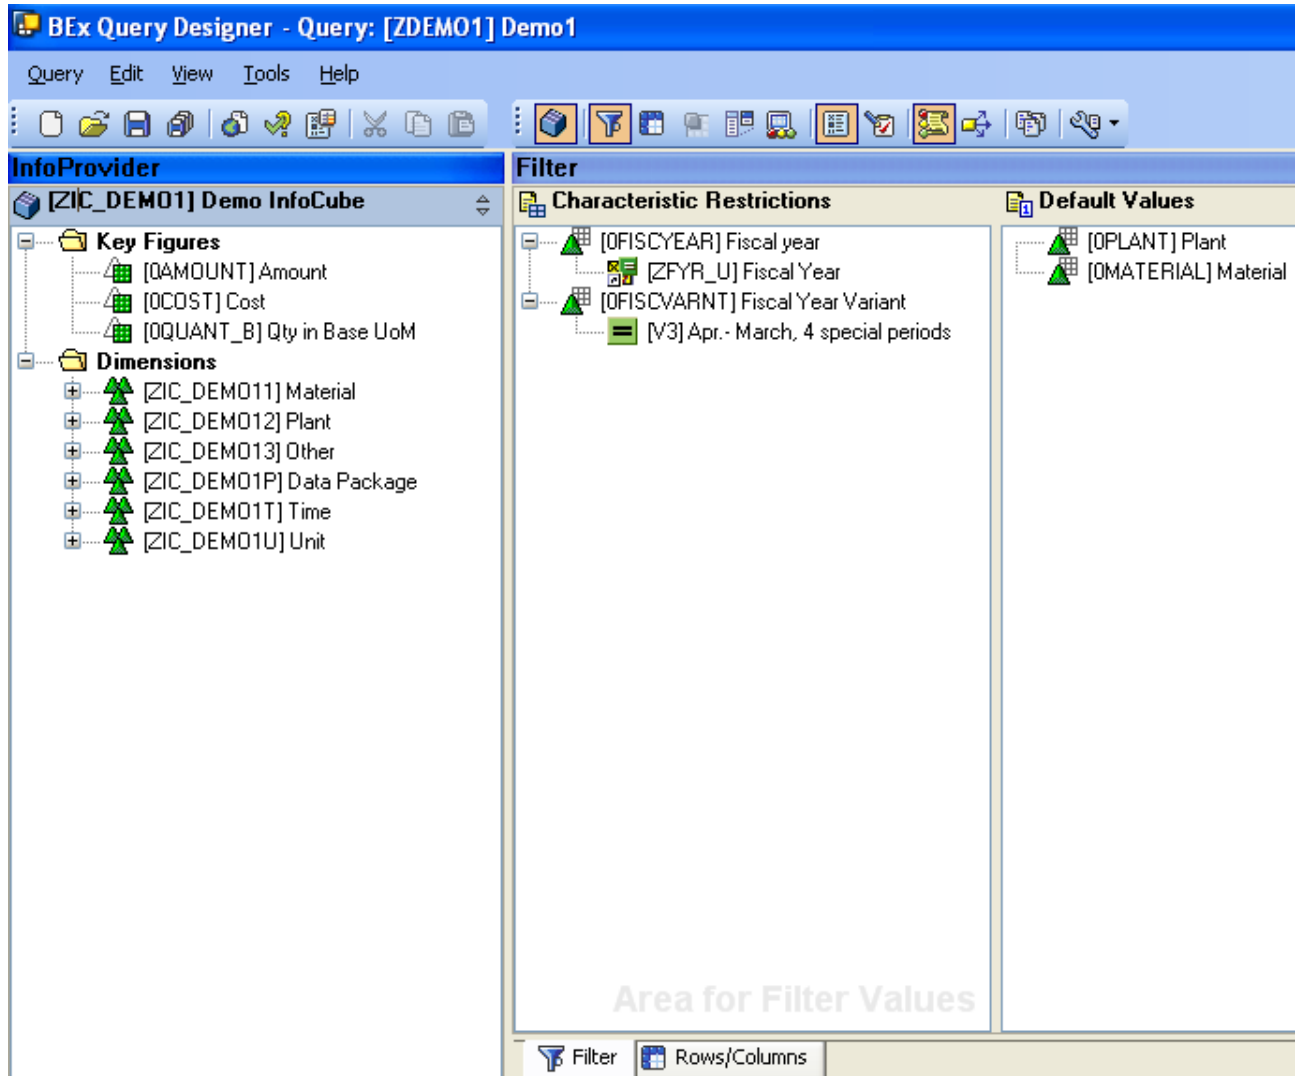 BEx Query Designer - Query: [ZDEMO1] Demo1
Query Edit View Tools Help
InfoProvider
[ZIC_DEMO1] Demo InfoCube
Key Figures
[0AMOUNT] Amount
[0COST] Cost
[0QUANT_B] Qty in Base UoM
Dimensions
[ZIC_DEMO11] Material
[ZIC_DEMO12] Plant
[ZIC_DEMO13] Other
[ZIC_DEMO1P] Data Package
[ZIC_DEMO1T] Time
[ZIC_DEMO1U] Unit
Filter
Characteristic Restrictions
[0FISCYEAR] Fiscal year
[ZFYR_U] Fiscal Year
[0FISCVARNT] Fiscal Year Variant
[V3] Apr.- March, 4 special periods
Area for Filter Values
Default Values
[0PLANT] Plant
[0MATERIAL] Material
Filter Rows/Columns